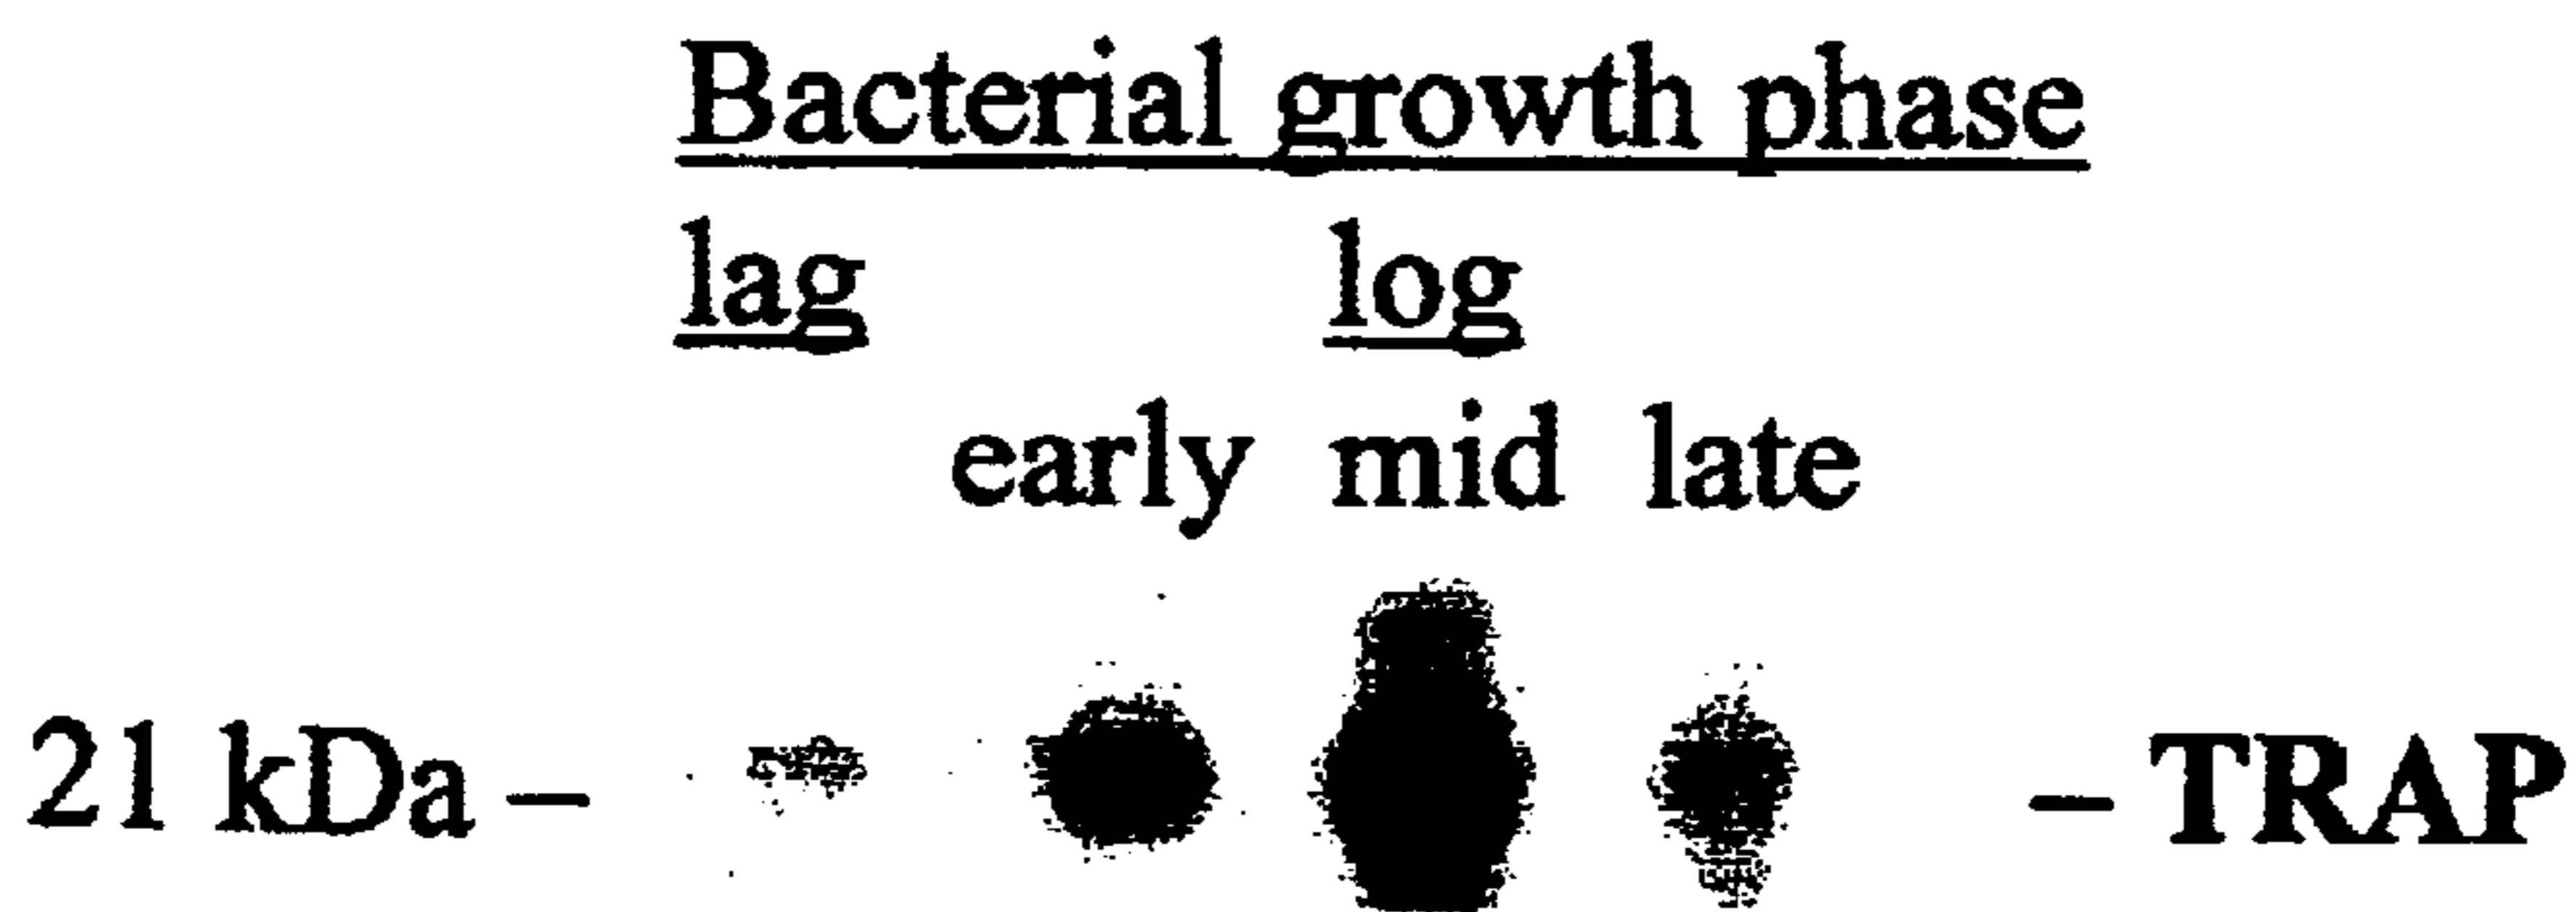 Bacterial growth phase
lag log
early mid late
21 kDa – – TRAP